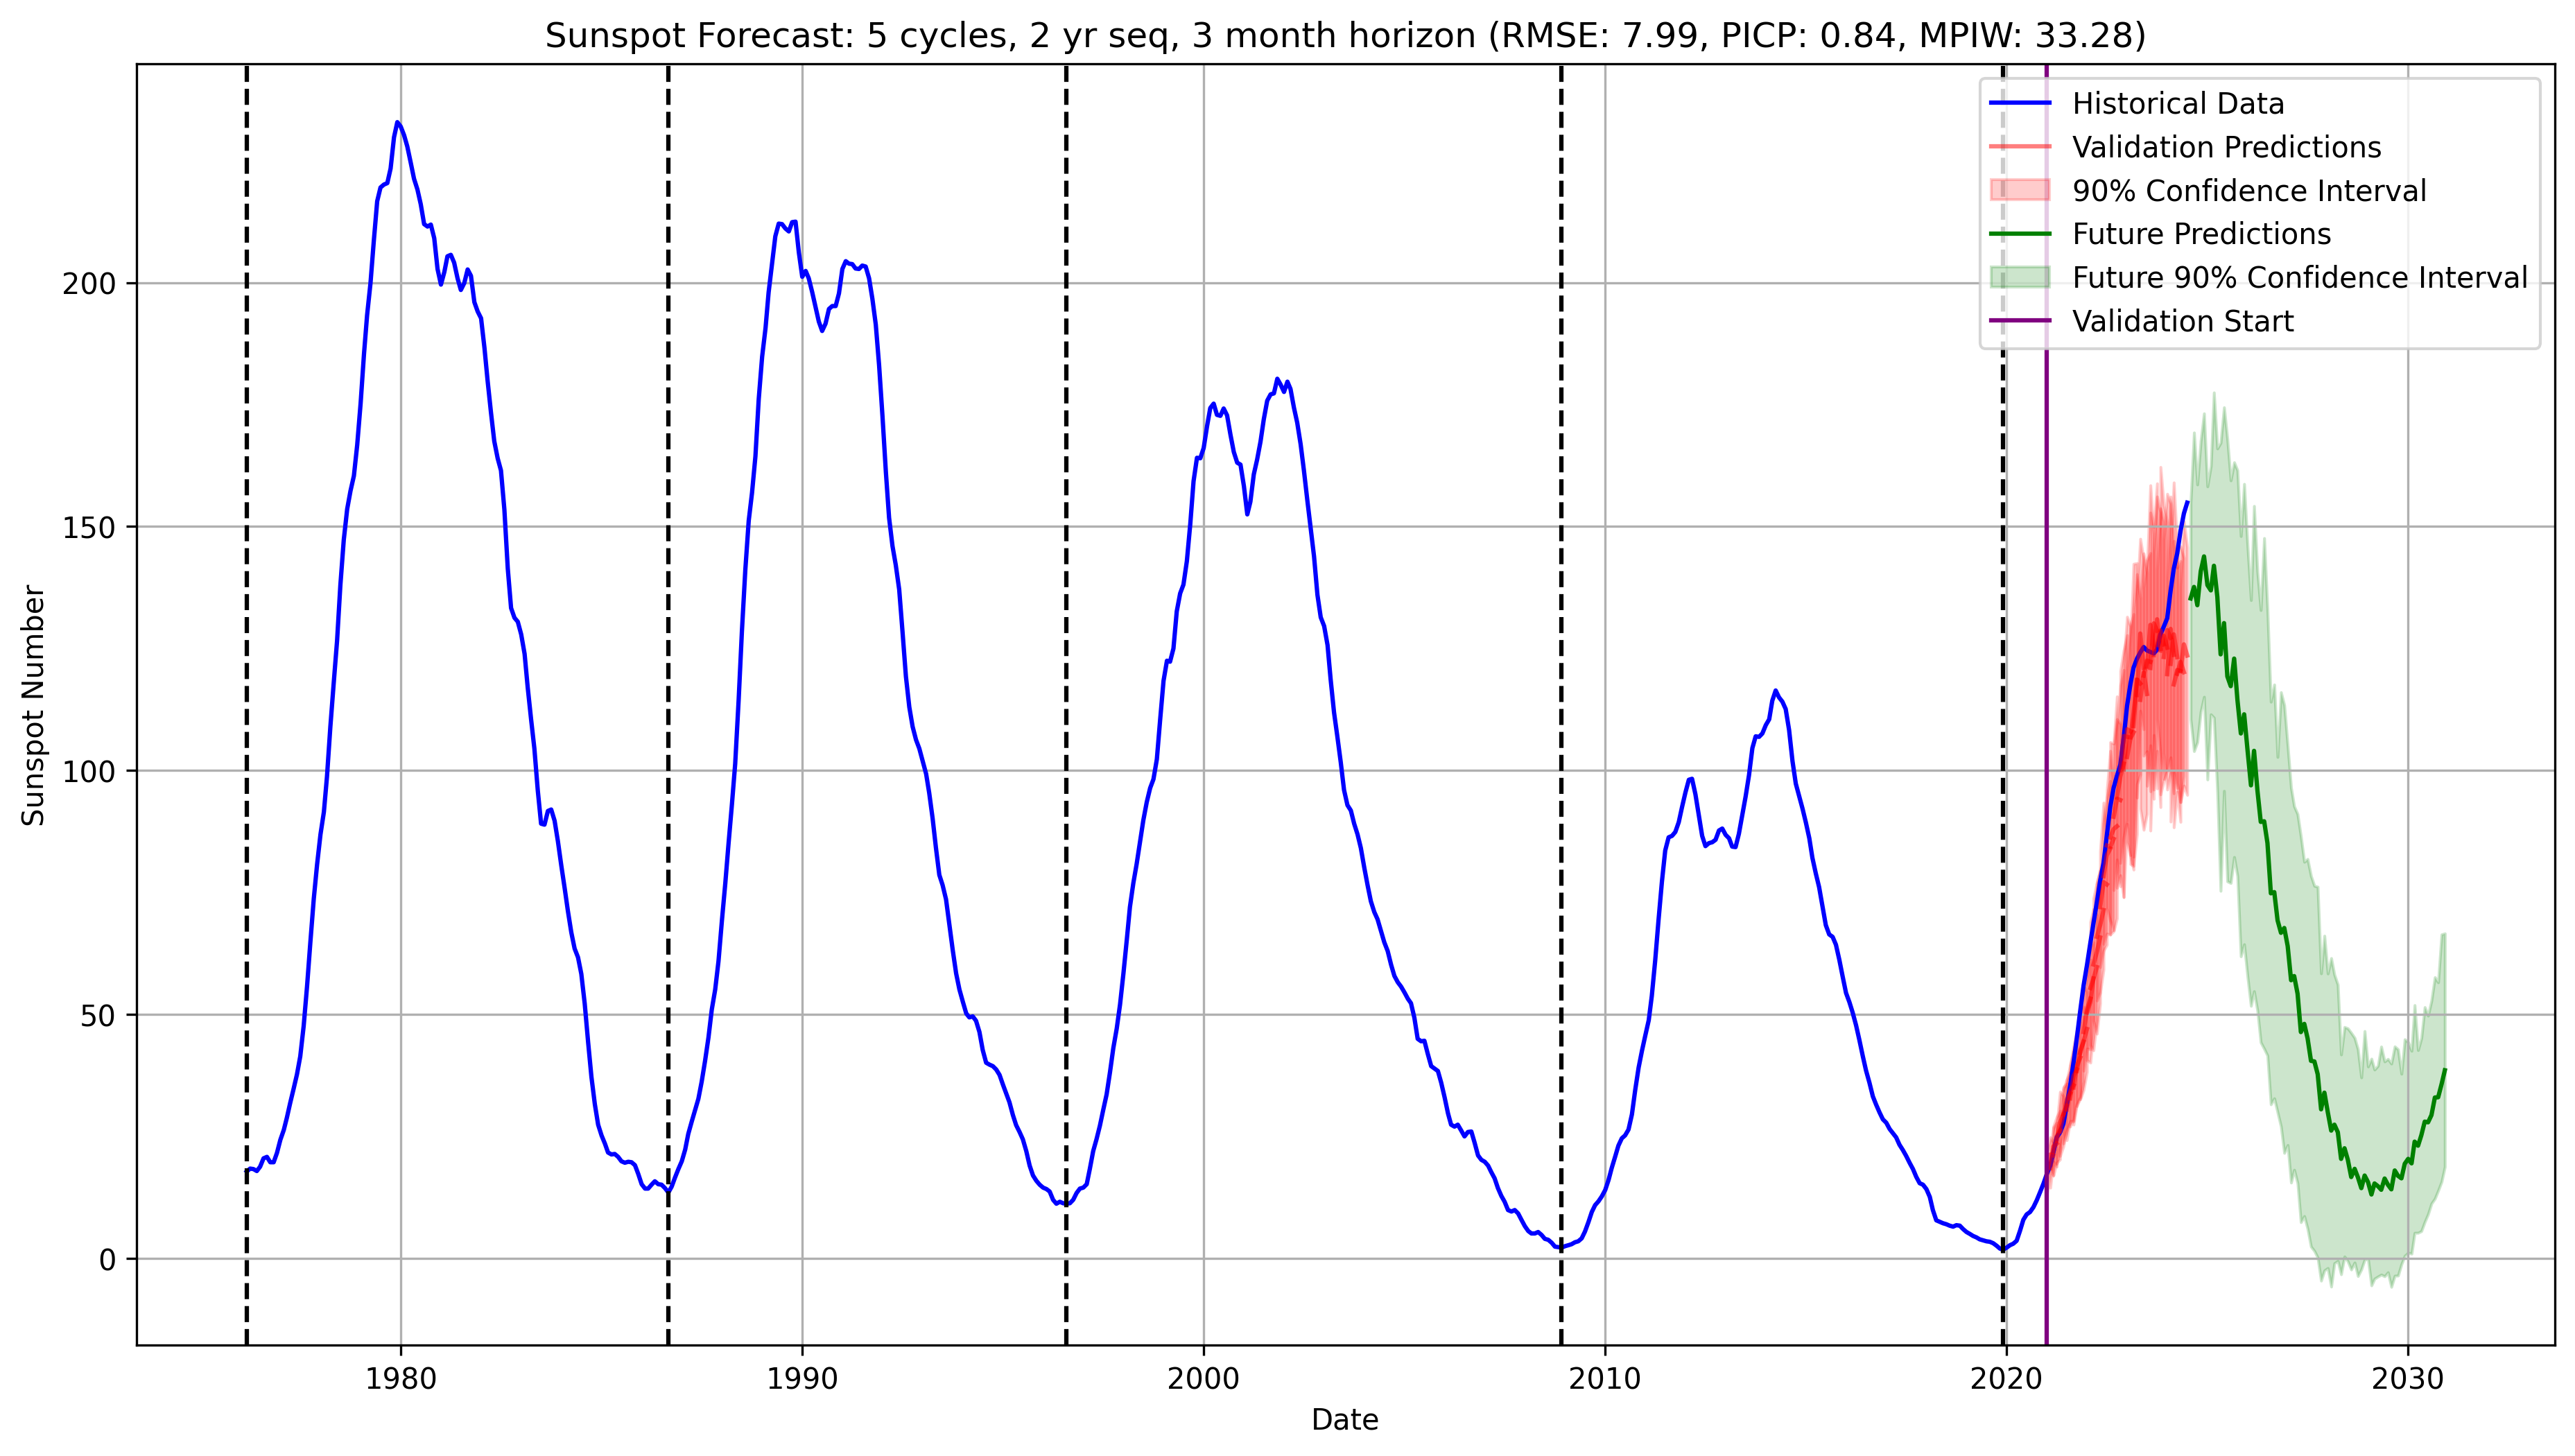 Sunspot Forecast: 5 cycles, 2 yr seq, 3 month horizon (RMSE: 7.99, PICP: 0.84, MPIW: 33.28)
Historical Data
Validation Predictions
90% Confidence Interval
Future Predictions
Future 90% Confidence Interval
Validation Start
Sunspot Number
200
150
100
50
0
1980
1990
2000
2010
2020
2030
Date